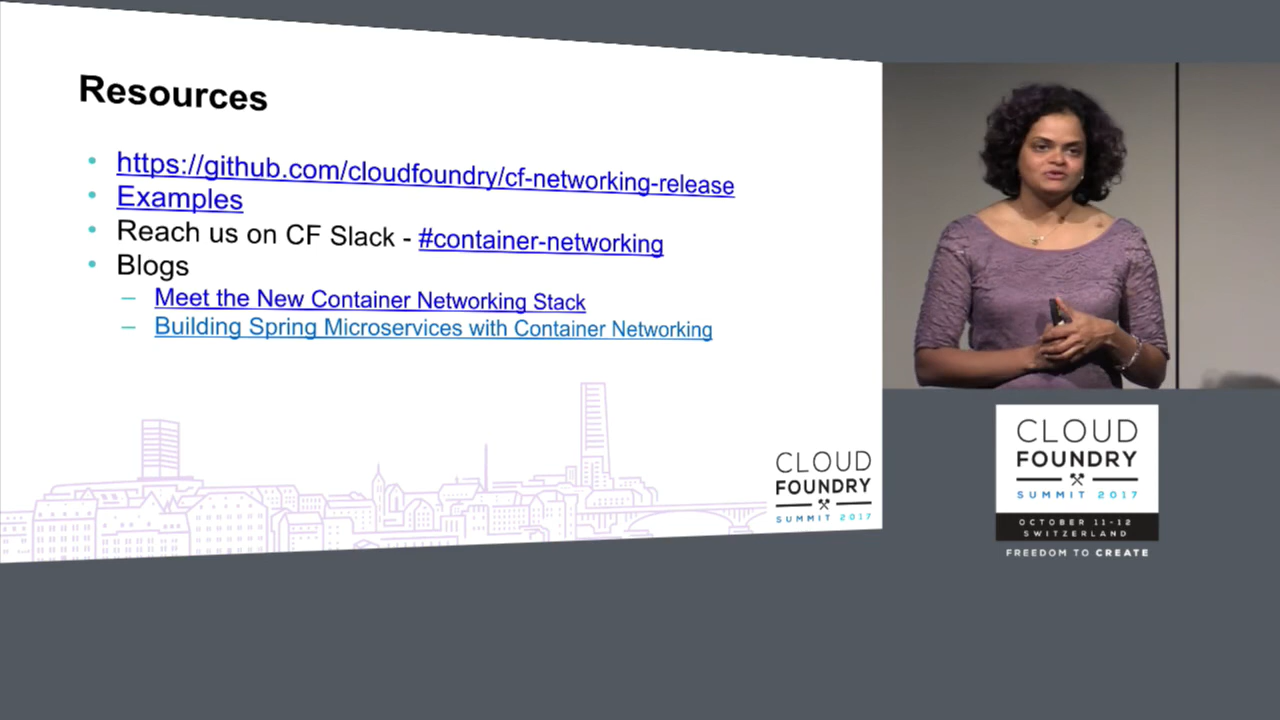 Resources
• https://github.com/cloudfoundry/cf-networking-release
• Examples
• Reach us on CF Slack - #container-networking
• Blogs
– Meet the New Container Networking Stack
– Building Spring Microservices with Container Networking
CLOUD
FOUNDRY
SUMMIT 2017
CLOUD
FOUNDRY
SUMMIT 2017
OCTOBER 11-12
SWITZERLAND
FREEDOM TO CREATE